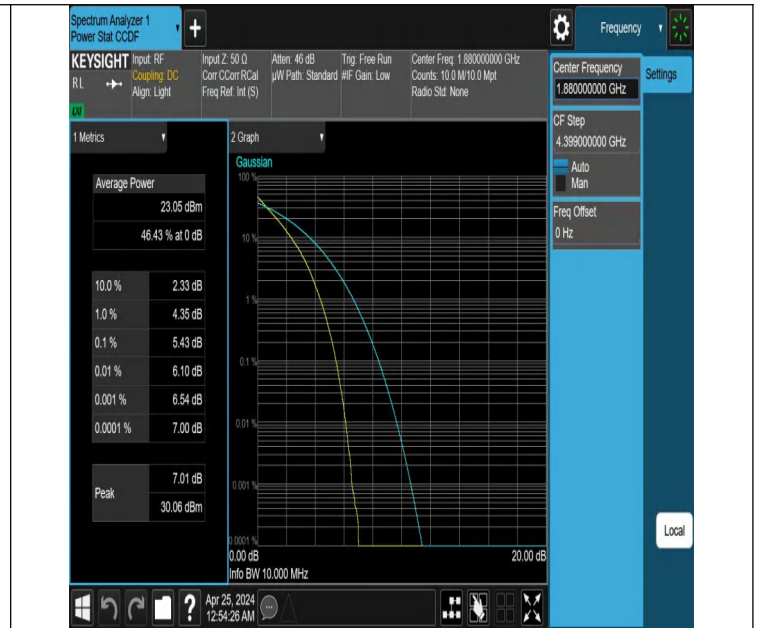 Spectrum Analyzer 1
Power Stat CCDF
+
Frequency
KEYSIGHT
RL
LXI
Input: RF
Coupling: DC
Align: Light
Input Z: 50 Ω
Corr CCorr RCal
Freq Ref: Int (S)
Atten: 46 dB
µW Path: Standard
Trig: Free Run
#IF Gain: Low
Center Freq: 1.880000000 GHz
Counts: 10.0 M/10.0 Mpt
Radio Std: None
Center Frequency
1.880000000 GHz
Settings
CF Step
4.399000000 GHz
Auto
Man
Freq Offset
0 Hz
Local
1 Metrics
Average Power
23.05 dBm
46.43 % at 0 dB
10.0 % 2.33 dB
1.0 % 4.35 dB
0.1 % 5.43 dB
0.01 % 6.10 dB
0.001 % 6.54 dB
0.0001 % 7.00 dB
Peak
7.01 dB
30.06 dBm
2 Graph
Gaussian
100 %
10 %
1 %
0.1 %
0.01 %
0.001 %
0.0001 %
0.00 dB 20.00 dB
Info BW 10.000 MHz
?
Apr 25, 2024
12:54:26 AM